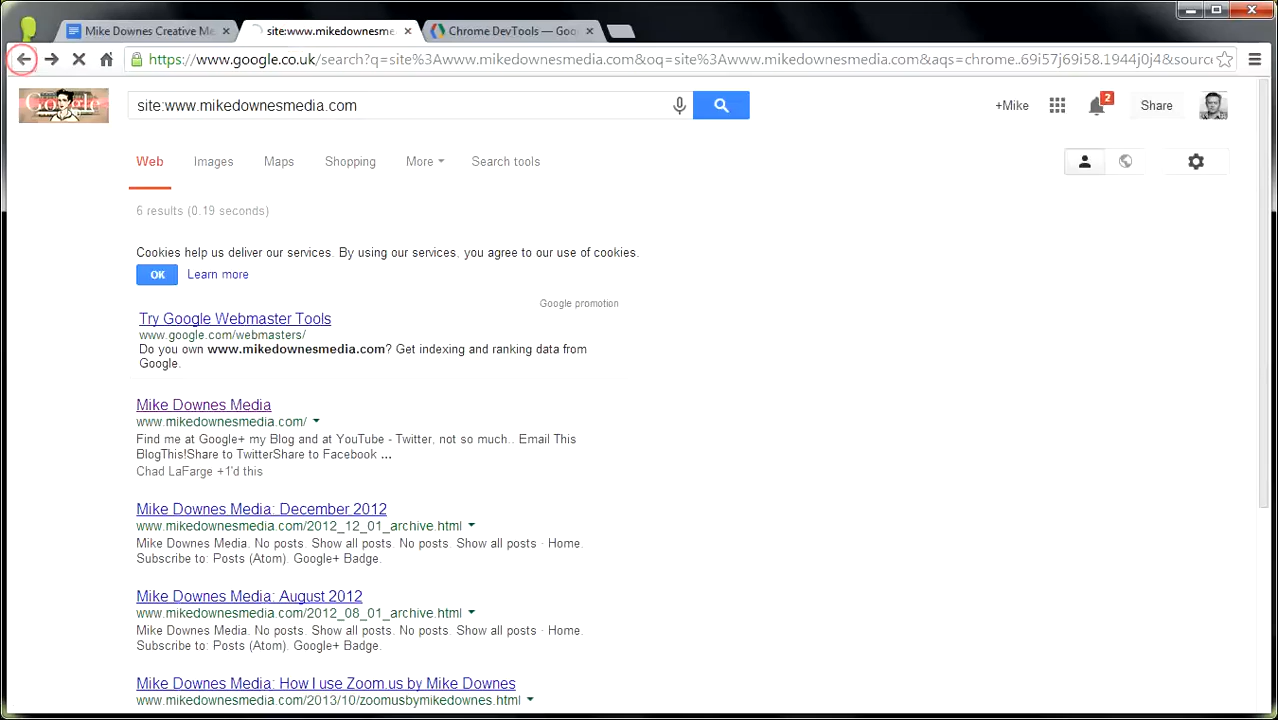 Mike Downes Creative Me
site:www.mikedownesme
Chrome DevTools — Goo
https://www.google.co.uk/search?q=site%3Awww.mikedownesmedia.com&oq=site%3Awww.mikedownesmedia.com&aqs=chrome..69i57j69i58.1944j0j4&source
Google
site:www.mikedownesmedia.com
+Mike
2
Share
Web Images Maps Shopping More Search tools
6 results (0.19 seconds)
Cookies help us deliver our services. By using our services, you agree to our use of cookies.
OK Learn more
Google promotion
Try Google Webmaster Tools
www.google.com/webmasters/
Do you own www.mikedownesmedia.com? Get indexing and ranking data from
Google.
Mike Downes Media
www.mikedownesmedia.com/
Find me at Google+ my Blog and at YouTube - Twitter, not so much.. Email This
BlogThis!Share to TwitterShare to Facebook ...
Chad LaFarge +1'd this
Mike Downes Media: December 2012
www.mikedownesmedia.com/2012_12_01_archive.html
Mike Downes Media. No posts. Show all posts. No posts. Show all posts · Home.
Subscribe to: Posts (Atom). Google+ Badge.
Mike Downes Media: August 2012
www.mikedownesmedia.com/2012_08_01_archive.html
Mike Downes Media. No posts. Show all posts. No posts. Show all posts · Home.
Subscribe to: Posts (Atom). Google+ Badge.
Mike Downes Media: How I use Zoom.us by Mike Downes
www.mikedownesmedia.com/2013/10/zoomusbymikedownes.html